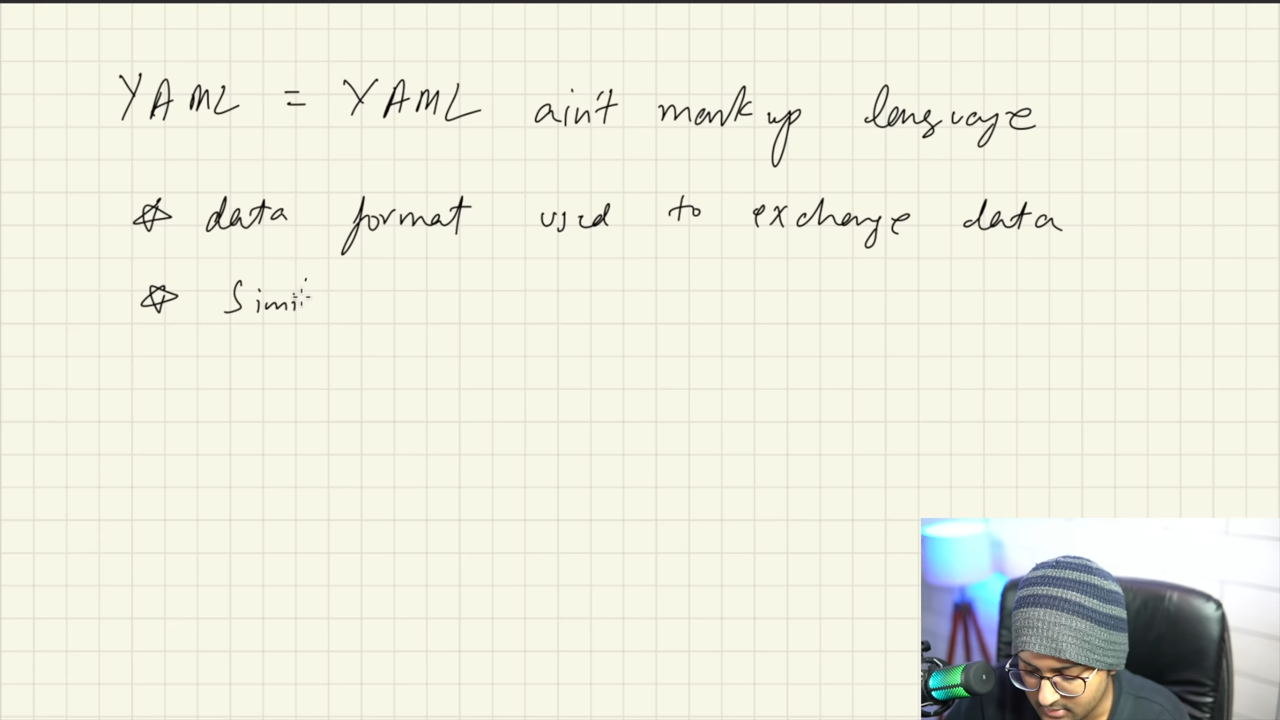 YAML = YAML ain't markup language
☆ data format used to exchange data
☆ Simi